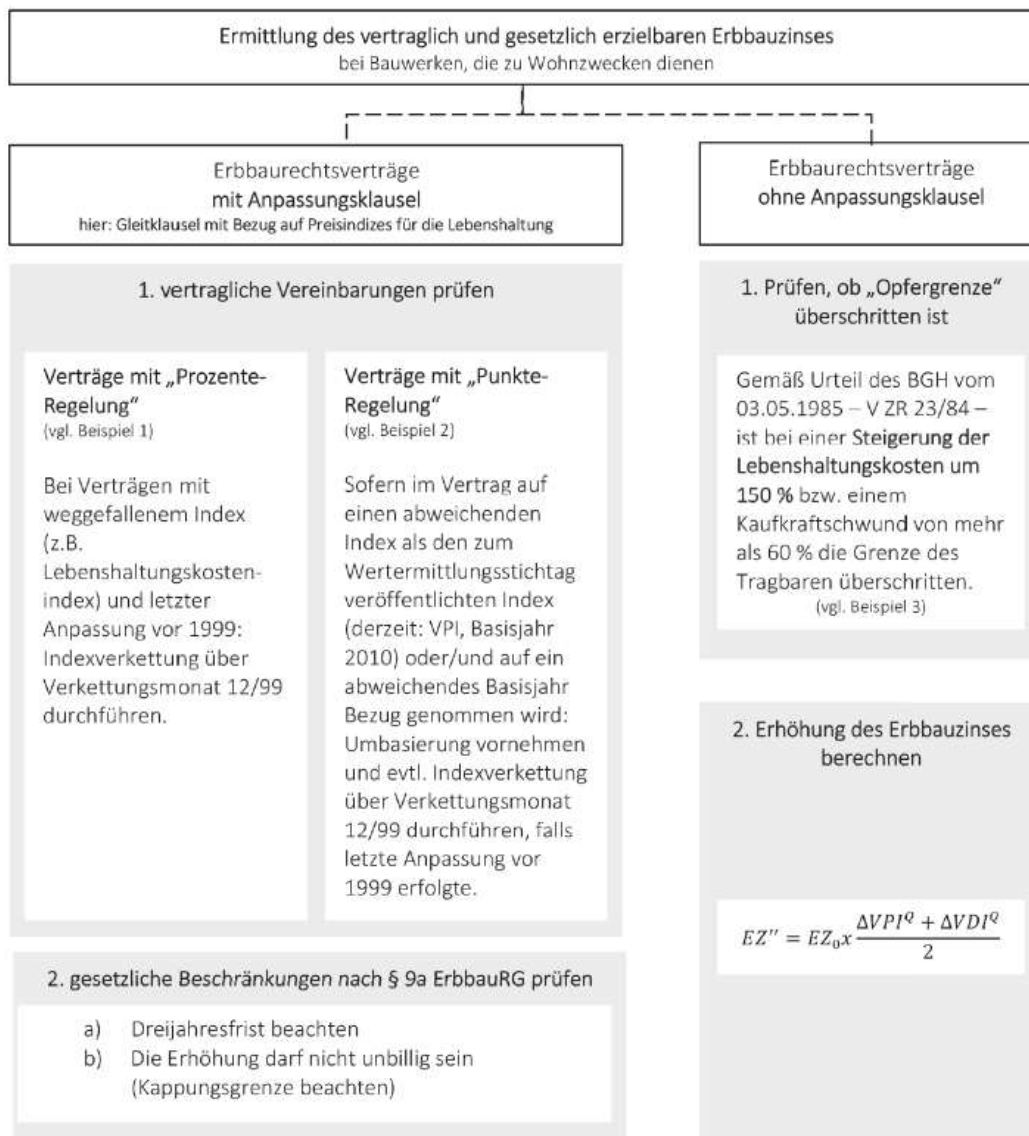 Ermittlung des vertraglich und gesetzlich erzielbaren Erbbauzinses
bei Bauwerken, die zu Wohnzwecken dienen
Erbbaurechtsverträge
mit Anpassungsklausel
hier: Gleitklausel mit Bezug auf Preisindizes für die Lebenshaltung
1. vertragliche Vereinbarungen prüfen
Verträge mit „Prozente-
Regelung“
(vgl. Beispiel 1)
Bei Verträgen mit
weggefallenem Index
(z.B.
Lebenshaltungskosten-
index) und letzter
Anpassung vor 1999:
Indexverkettung über
Verkettungsmonat 12/99
durchführen.
Verträge mit „Punkte-
Regelung“
(vgl. Beispiel 2)
Sofern im Vertrag auf
einen abweichenden
Index als den zum
Wertermittlungsstichtag
veröffentlichten Index
(derzeit: VPI, Basisjahr
2010) oder/und auf ein
abweichendes Basisjahr
Bezug genommen wird:
Umbasierung vornehmen
und evtl. Indexverkettung
über Verkettungsmonat
12/99 durchführen, falls
letzte Anpassung vor
1999 erfolgte.
2. gesetzliche Beschränkungen nach § 9a ErbbauRG prüfen
a) Dreijahresfrist beachten
b) Die Erhöhung darf nicht unbillig sein
(Kappungsgrenze beachten)
Erbbaurechtsverträge
ohne Anpassungsklausel
1. Prüfen, ob „Opfergrenze“
überschritten ist
Gemäß Urteil des BGH vom
03.05.1985 – V ZR 23/84 –
ist bei einer Steigerung der
Lebenshaltungskosten um
150 % bzw. einem
Kaufkraftschwund von mehr
als 60 % die Grenze des
Tragbaren überschritten.
(vgl. Beispiel 3)
2. Erhöhung des Erbbauzinses
berechnen
EZ'' = EZ₀x (ΔVPI^Q + ΔVDI^Q) / 2